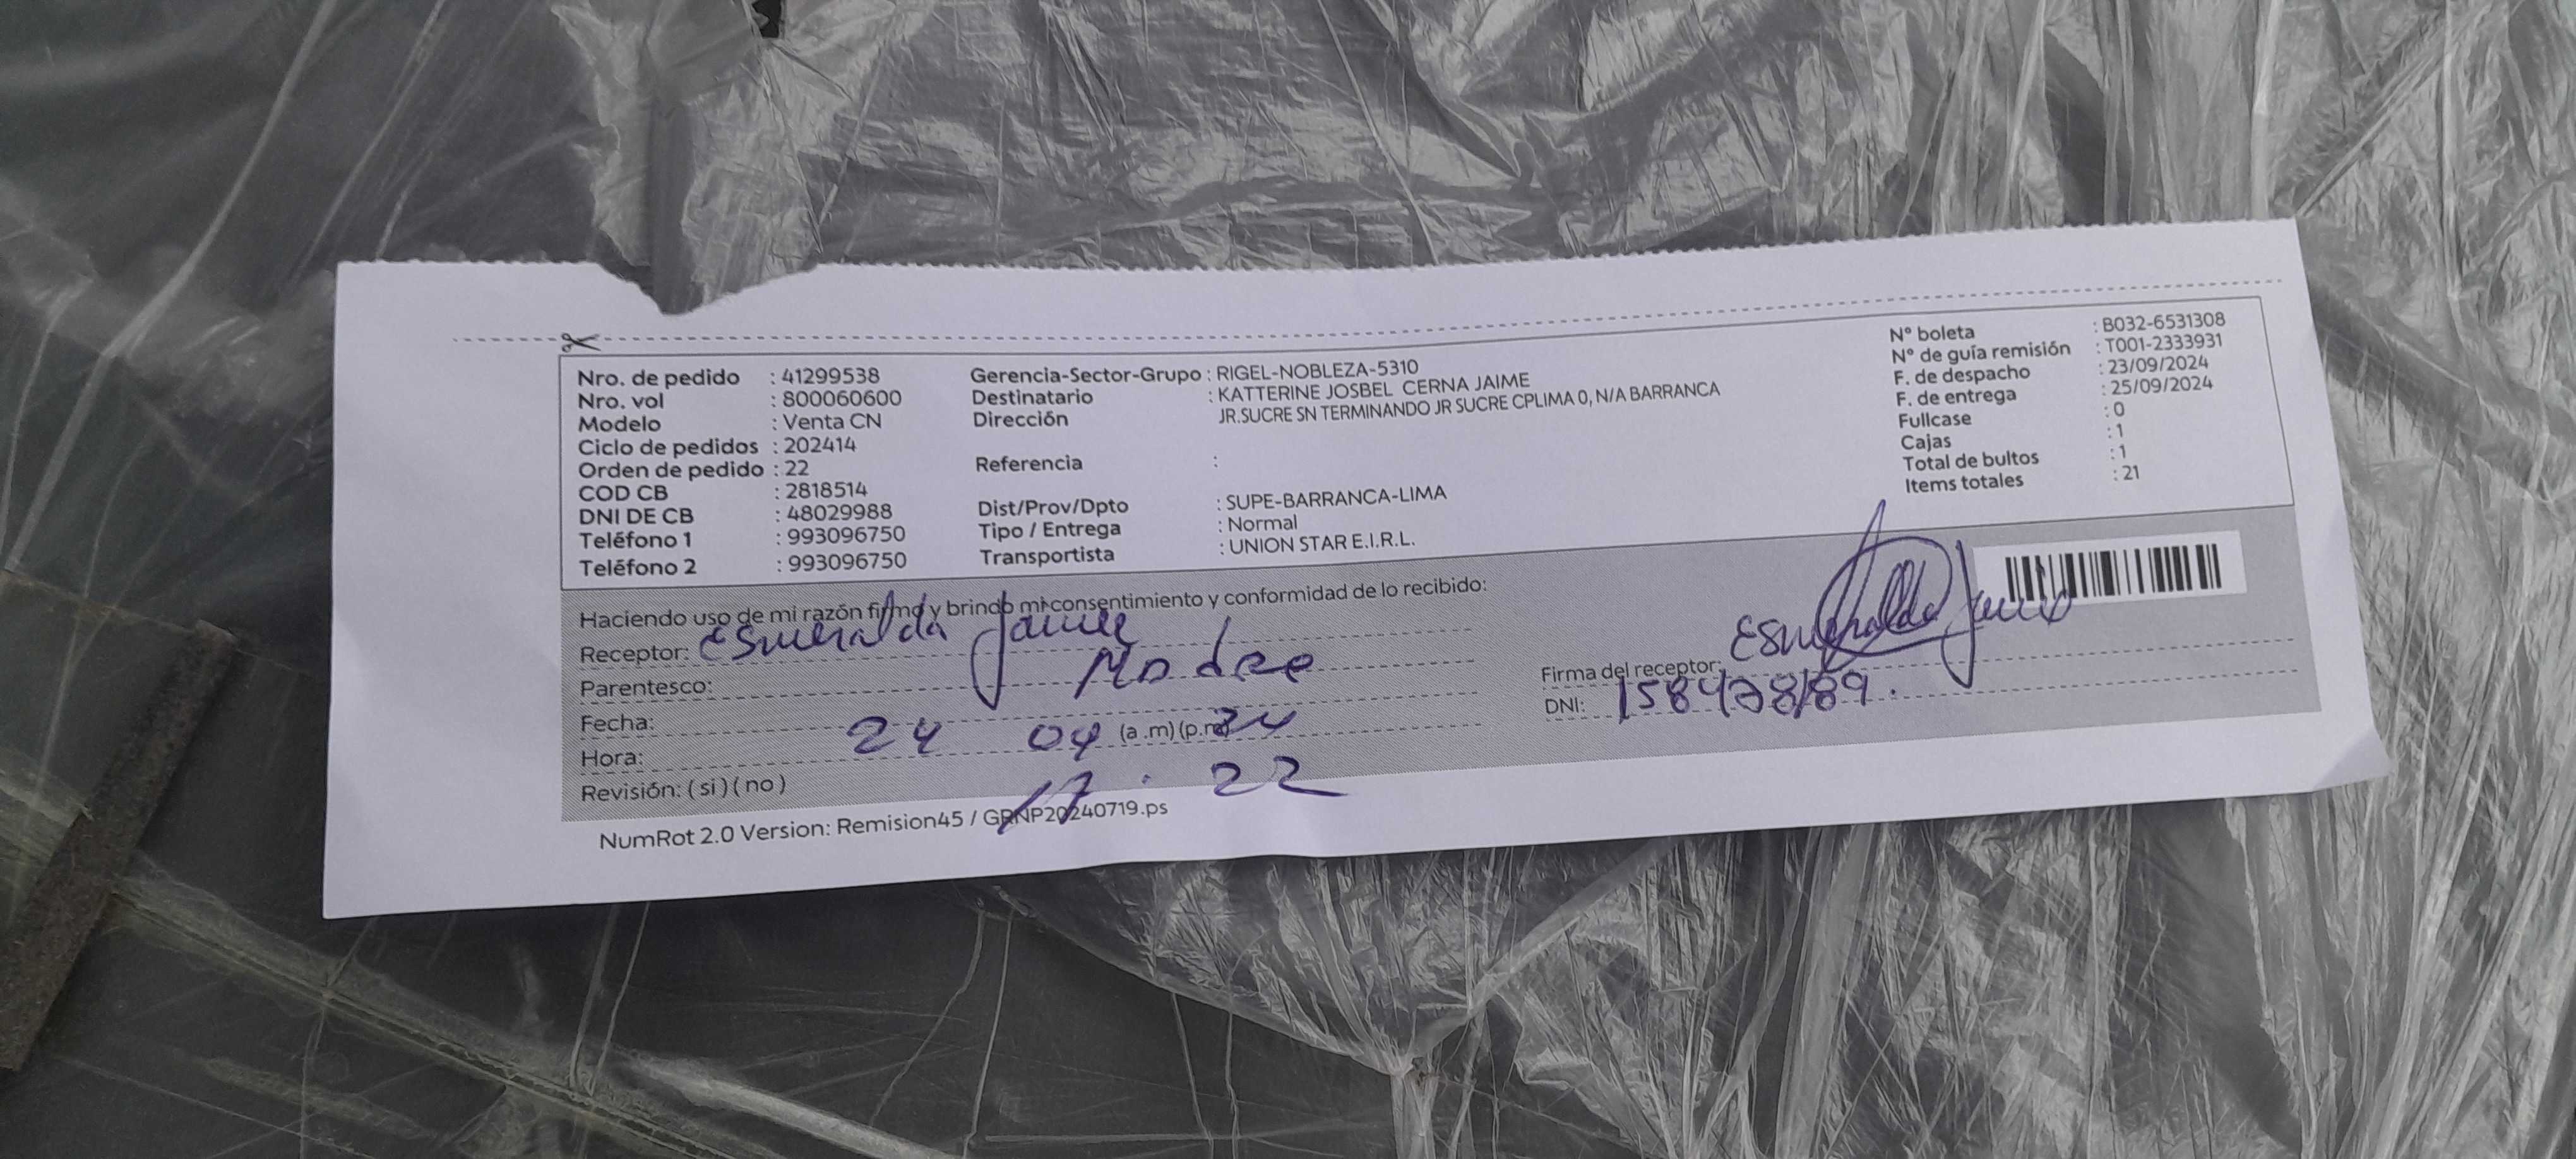 Nro. de pedido : 41299538
Nro. vol : 800060600
Modelo : Venta CN
Ciclo de pedidos : 202414
Orden de pedido : 22
COD CB : 2818514
DNI DE CB : 48029988
Teléfono 1 : 993096750
Teléfono 2 : 993096750
Gerencia-Sector-Grupo : RIGEL-NOBLEZA-5310
Destinatario : KATTERINE JOSBEL CERNA JAIME
Dirección JR.SUCRE SN TERMINANDO JR SUCRE CPLIMA 0, N/A BARRANCA
Referencia :
Dist/Prov/Dpto : SUPE-BARRANCA-LIMA
Tipo / Entrega : Normal
Transportista : UNION STAR E.I.R.L.
N° boleta : B032-6531308
N° de guía remisión : T001-2333931
F. de despacho : 23/09/2024
F. de entrega : 25/09/2024
Fullcase : 0
Cajas : 1
Total de bultos : 1
Items totales : 21
Haciendo uso de mi razón firmo y brindo mi consentimiento y conformidad de lo recibido:
Receptor: Esmeralda Jaime
Parentesco: Madre
Fecha: 24 09 24
Hora: (a .m) (p.m) 17 : 22
Revisión: ( si ) ( no )
Firma del receptor: Esmeralda Jaime
DNI:
NumRot 2.0 Version: Remision45 / GRNP20240719.ps